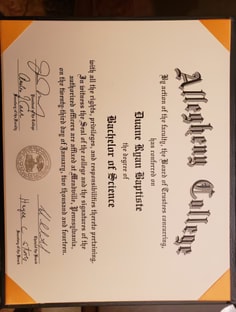 Allegheny College
By action of the faculty, the Board of Trustees concurring,
has conferred on
Duane Ryan Baptiste
the degree of
Bachelor of Science
with all the rights, privileges, and responsibilities thereto pertaining.
In witness the Seal of the college and the signatures of the
authorized officers are affixed at Meadville, Pennsylvania,
on the twenty-third day of January, two thousand and fourteen.